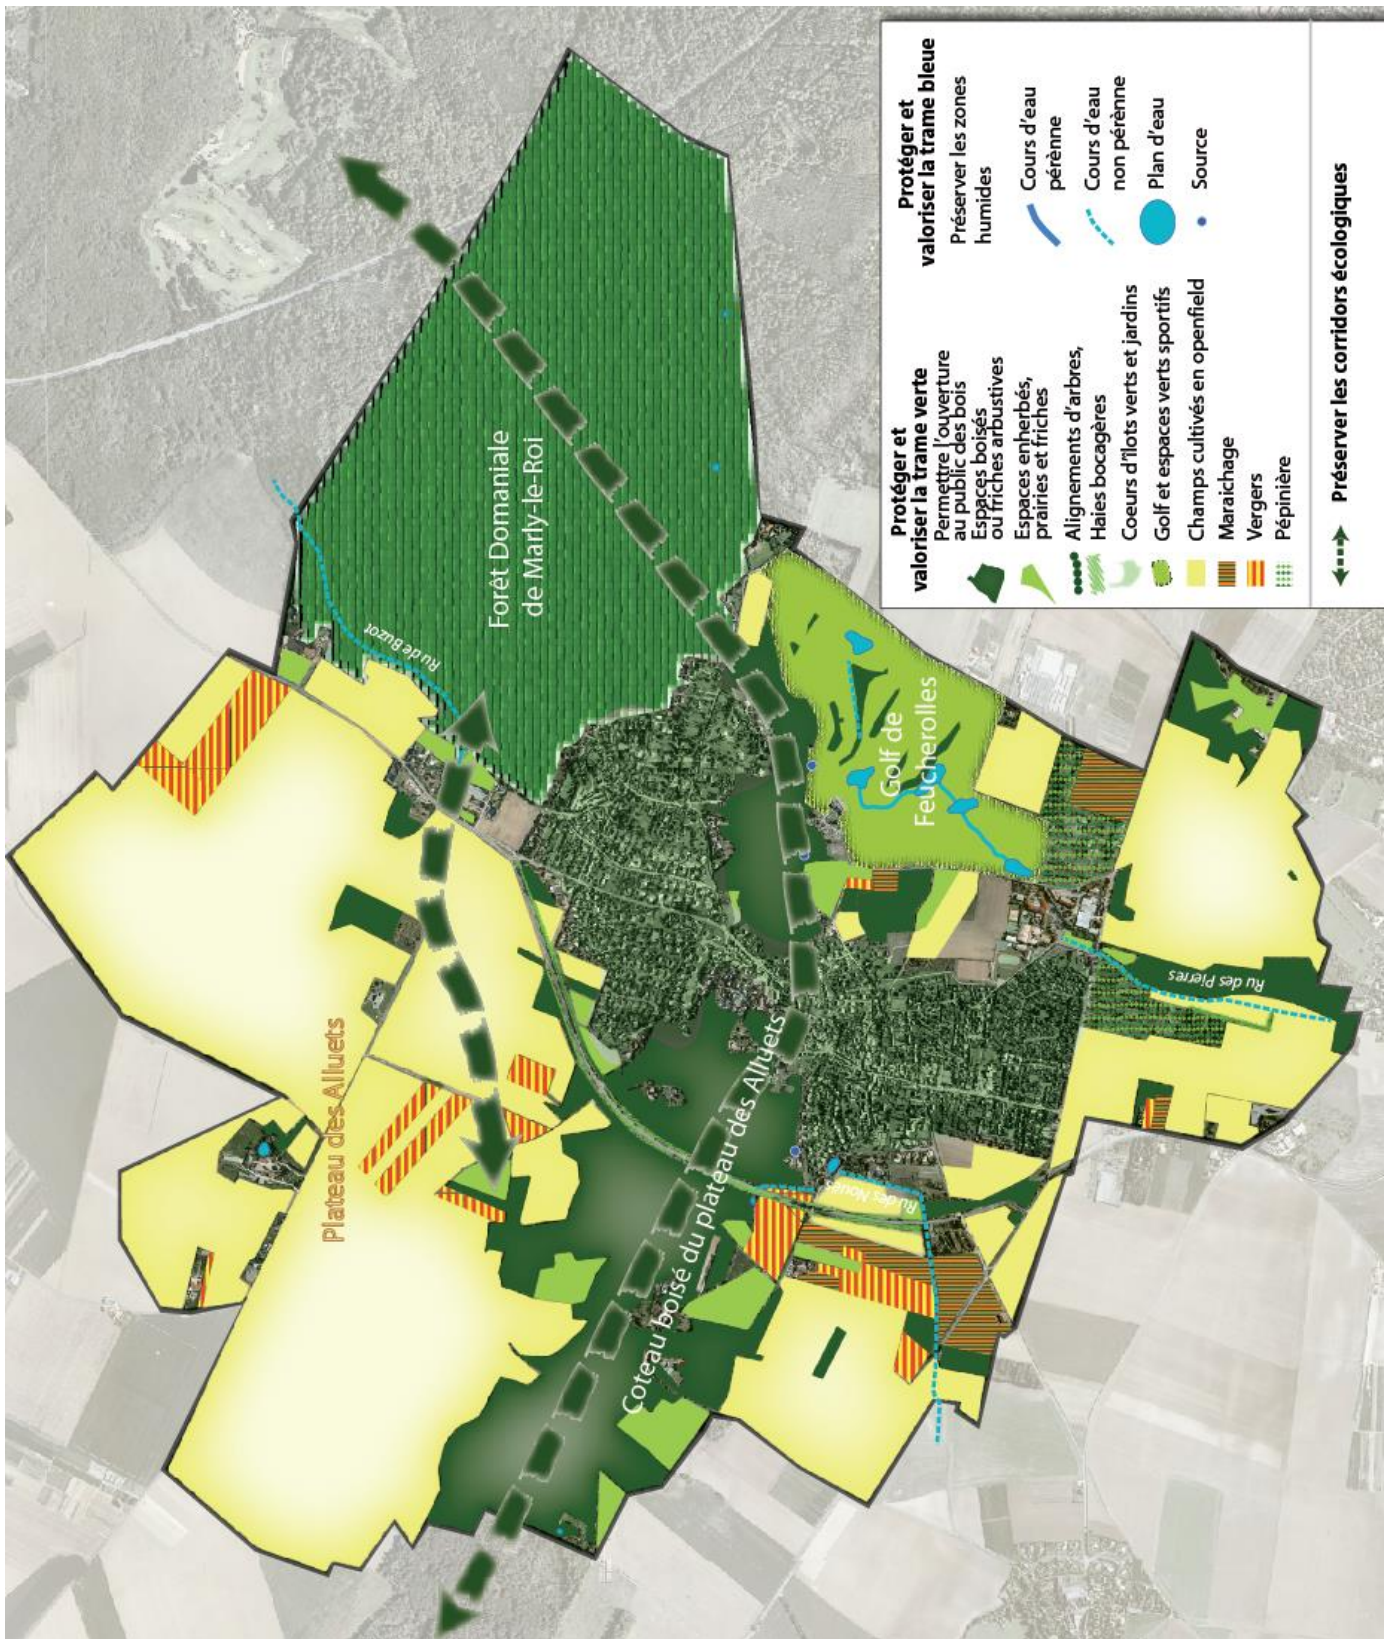 Plateau des Alluets
Coteau boisé du plateau des Alluets
Forêt Domaniale
de Marly-le-Roi
Ru de Buzot
Golf de
Feucherolles
Ru des Noués
Ru des Pierres
Protéger et
valoriser la trame verte
Permettre l'ouverture
au public des bois
Espaces boisés
ou friches arbustives
Espaces enherbés,
prairies et friches
Alignements d'arbres,
Haies bocagères
Coeurs d'îlots verts et jardins
Golf et espaces verts sportifs
Champs cultivés en openfield
Maraichage
Vergers
Pépinière
Protéger et
valoriser la trame bleue
Préserver les zones
humides
Cours d'eau
pérènne
Cours d'eau
non pérènne
Plan d'eau
Source
Préserver les corridors écologiques